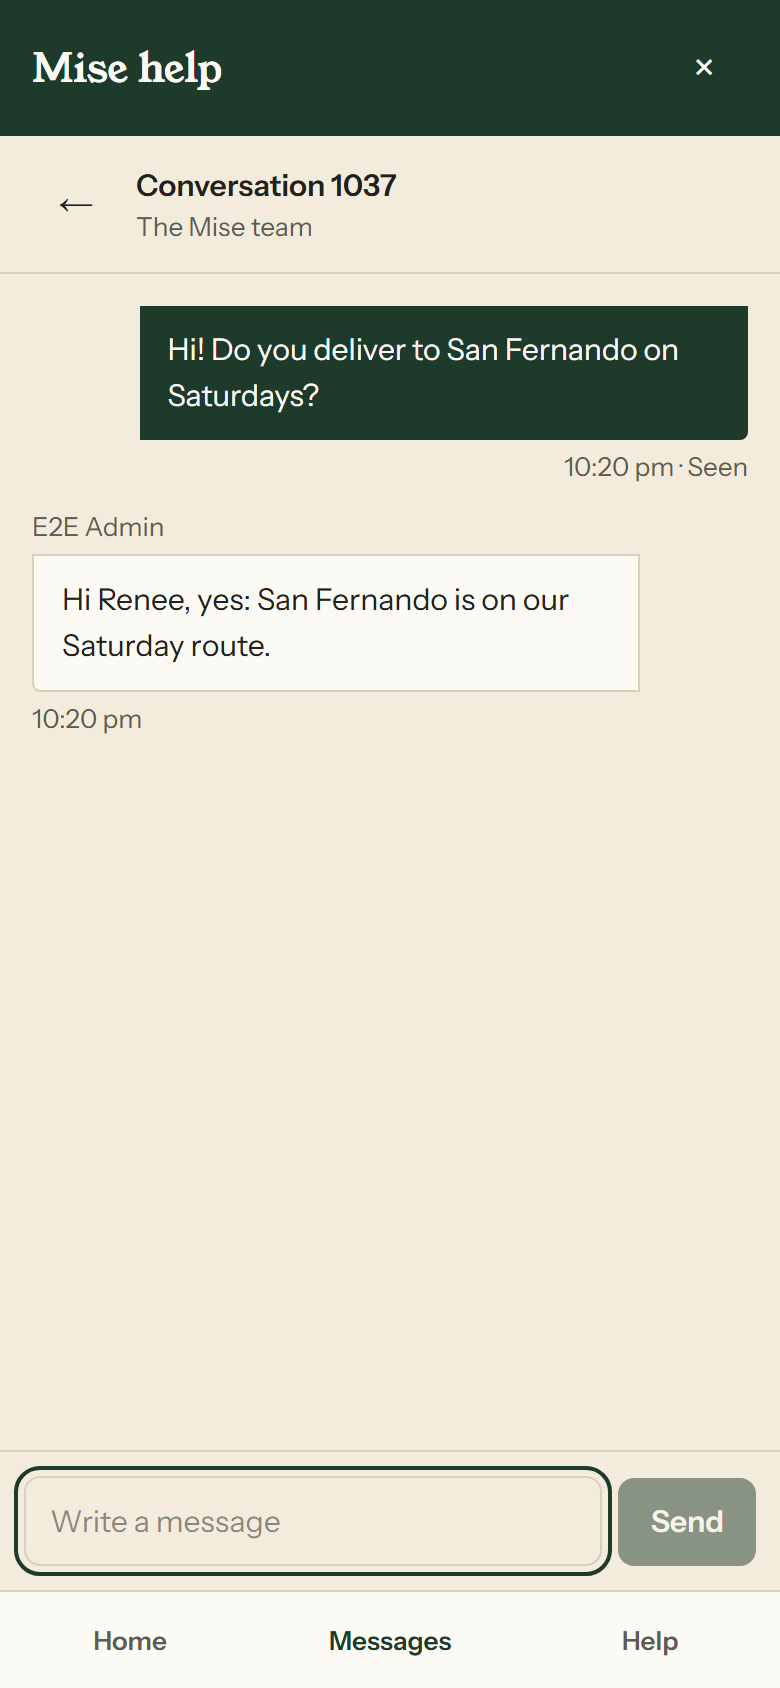 Mise help
×
←
Conversation 1037
The Mise team
Hi! Do you deliver to San Fernando on
Saturdays?
10:20 pm · Seen
E2E Admin
Hi Renee, yes: San Fernando is on our
Saturday route.
10:20 pm
Write a message
Send
Home
Messages
Help